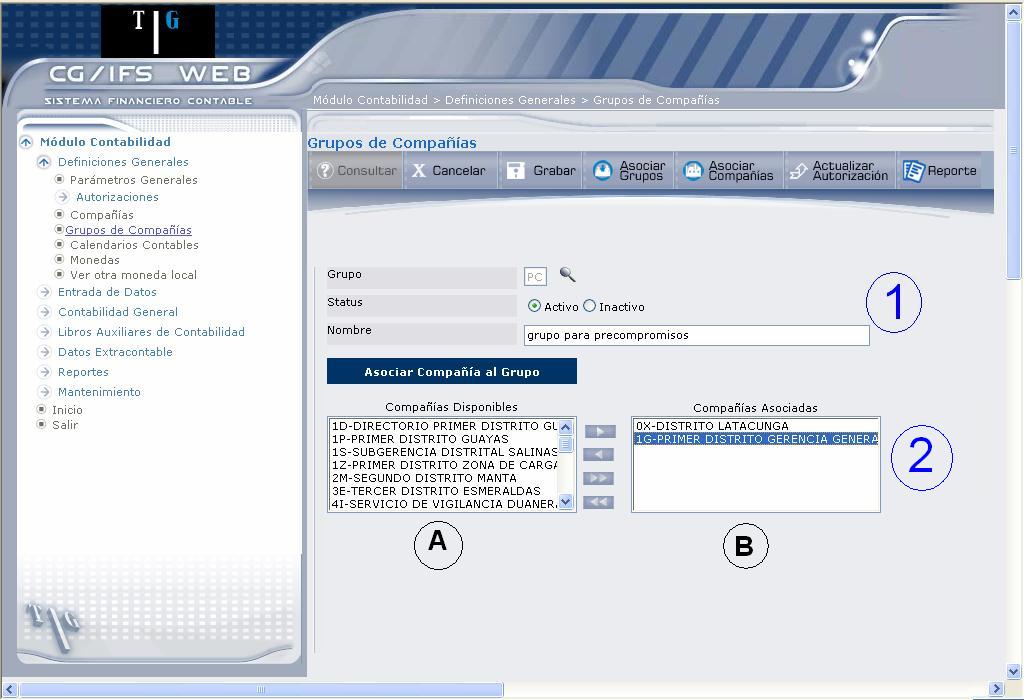 T G
CG/IFS WEB
SISTEMA FINANCIERO CONTABLE
Módulo Contabilidad > Definiciones Generales > Grupos de Compañías
Módulo Contabilidad
Definiciones Generales
Parámetros Generales
Autorizaciones
Compañías
Grupos de Compañías
Calendarios Contables
Monedas
Ver otra moneda local
Entrada de Datos
Contabilidad General
Libros Auxiliares de Contabilidad
Datos Extracontable
Reportes
Mantenimiento
Inicio
Salir
T G
Grupos de Compañías
Consultar
Cancelar
Grabar
Asociar Grupos
Asociar Compañías
Actualizar Autorización
Reporte
Grupo PC
Status Activo Inactivo
Nombre grupo para precompromisos
1
Asociar Compañía al Grupo
Compañías Disponibles
1D-DIRECTORIO PRIMER DISTRITO GU
1P-PRIMER DISTRITO GUAYAS
1S-SUBGERENCIA DISTRITAL SALINAS
1Z-PRIMER DISTRITO ZONA DE CARGA
2M-SEGUNDO DISTRITO MANTA
3E-TERCER DISTRITO ESMERALDAS
4I-SERVICIO DE VIGILANCIA DUANERA
A
Compañías Asociadas
0X-DISTRITO LATACUNGA
1G-PRIMER DISTRITO GERENCIA GENERA
2
B